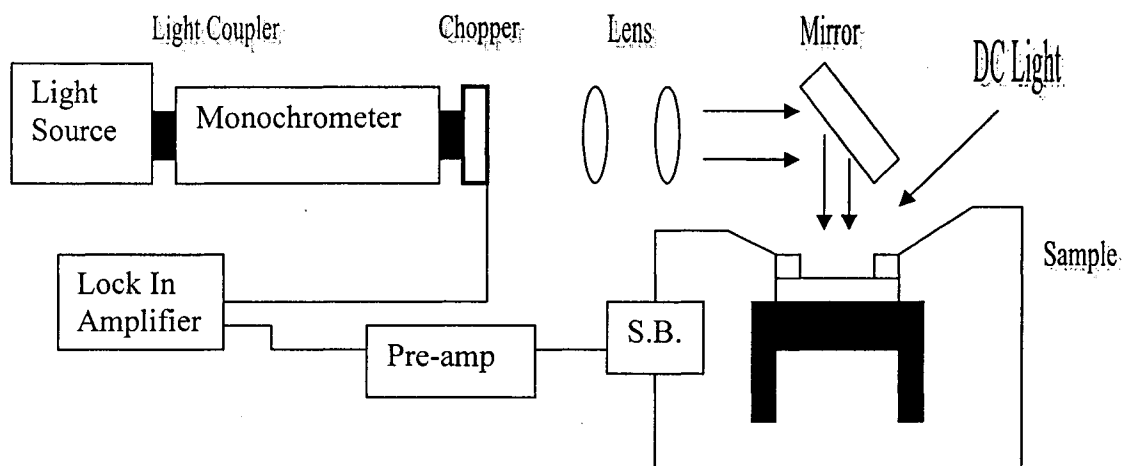 Light Coupler
Chopper
Lens
Mirror
DC Light
Light
Source
Monochrometer
Sample
Lock In
Amplifier
Pre-amp
S.B.